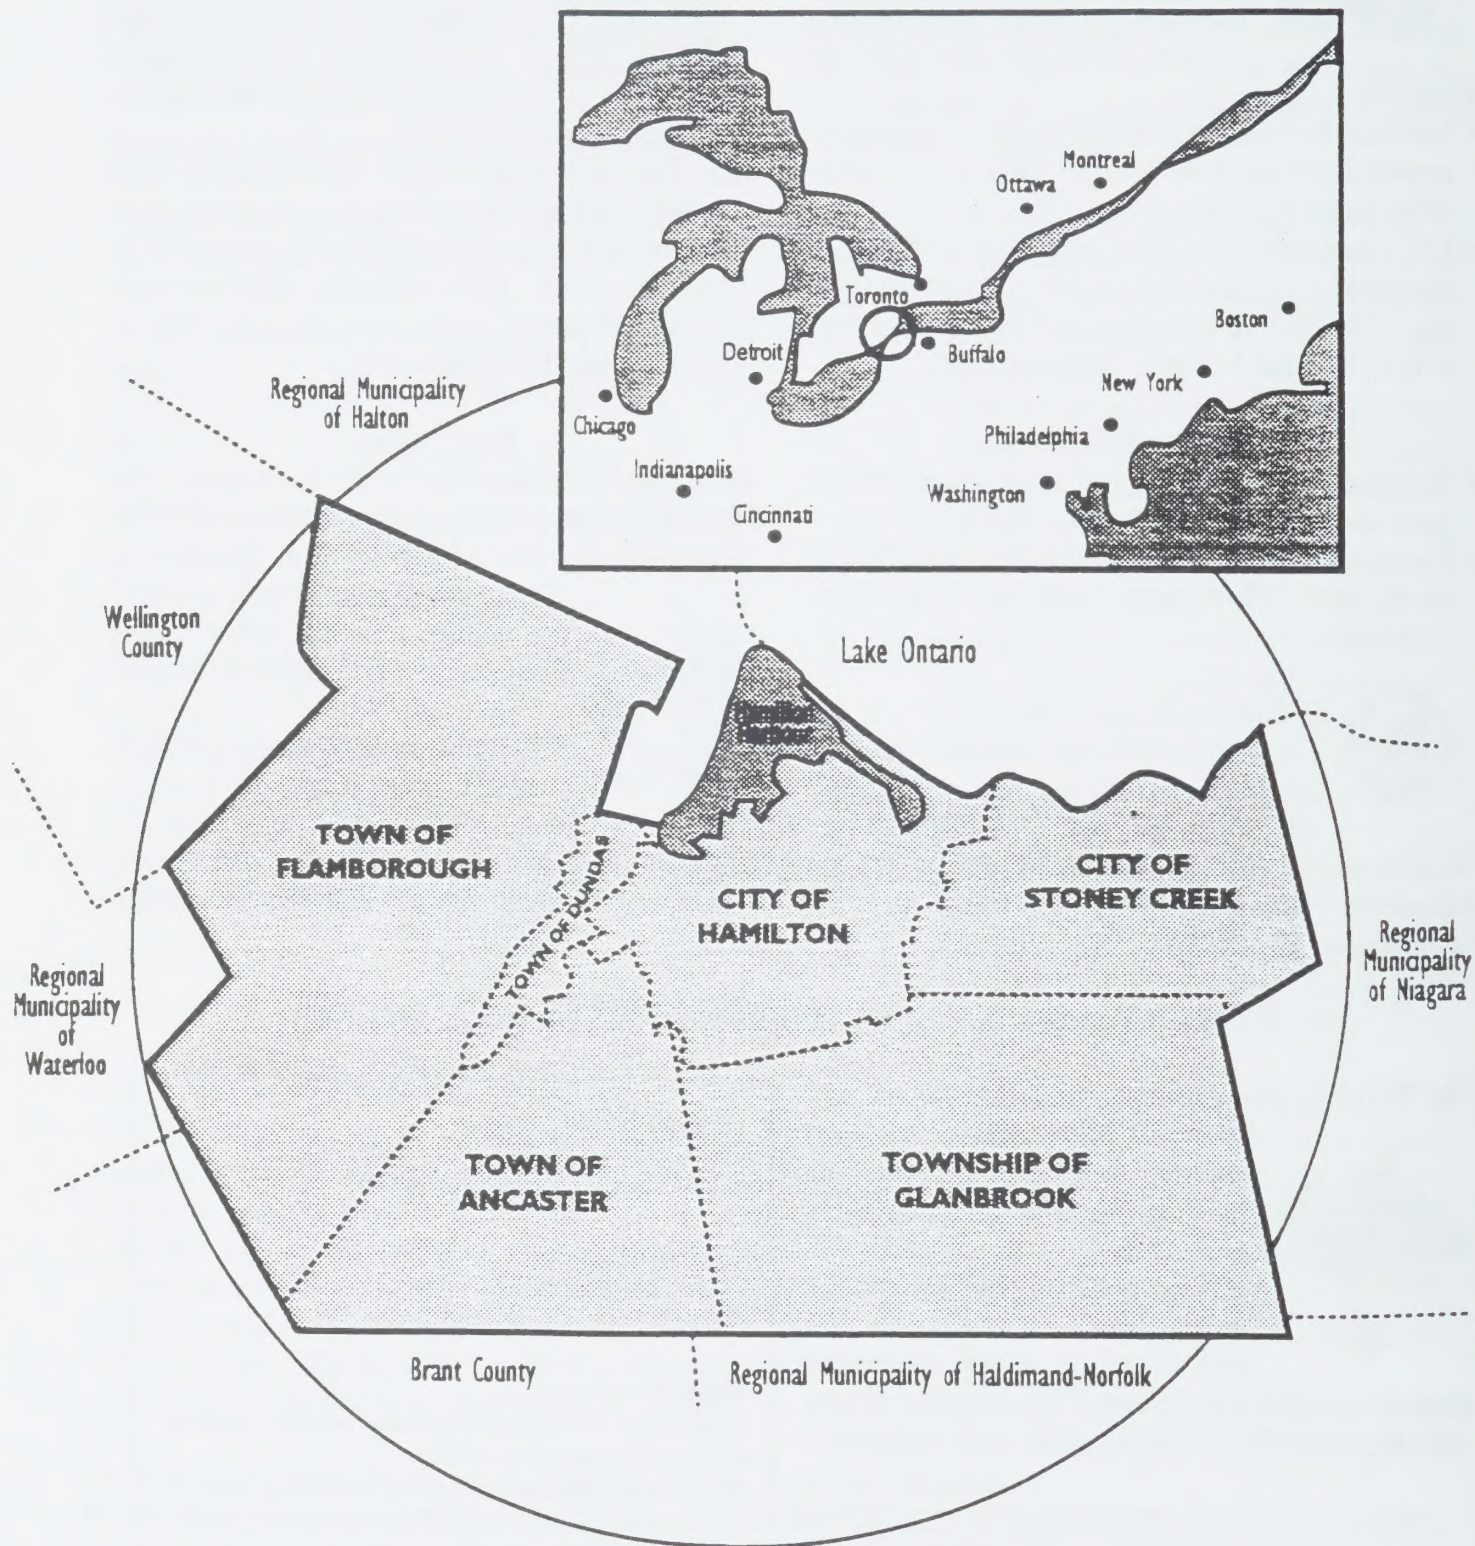 Montreal
Ottawa
Toronto
Boston
Detroit
Buffalo
New York
Chicago
Philadelphia
Indianapolis
Washington
Cincinnati
Regional Municipality
of Halton
Wellington
County
Lake Ontario
Hamilton
Harbour
TOWN OF
FLAMBOROUGH
TOWN OF DUNDAS
CITY OF
HAMILTON
CITY OF
STONEY CREEK
Regional
Municipality
of
Waterloo
Regional
Municipality
of Niagara
TOWN OF
ANCASTER
TOWNSHIP OF
GLANBROOK
Brant County
Regional Municipality of Haldimand-Norfolk